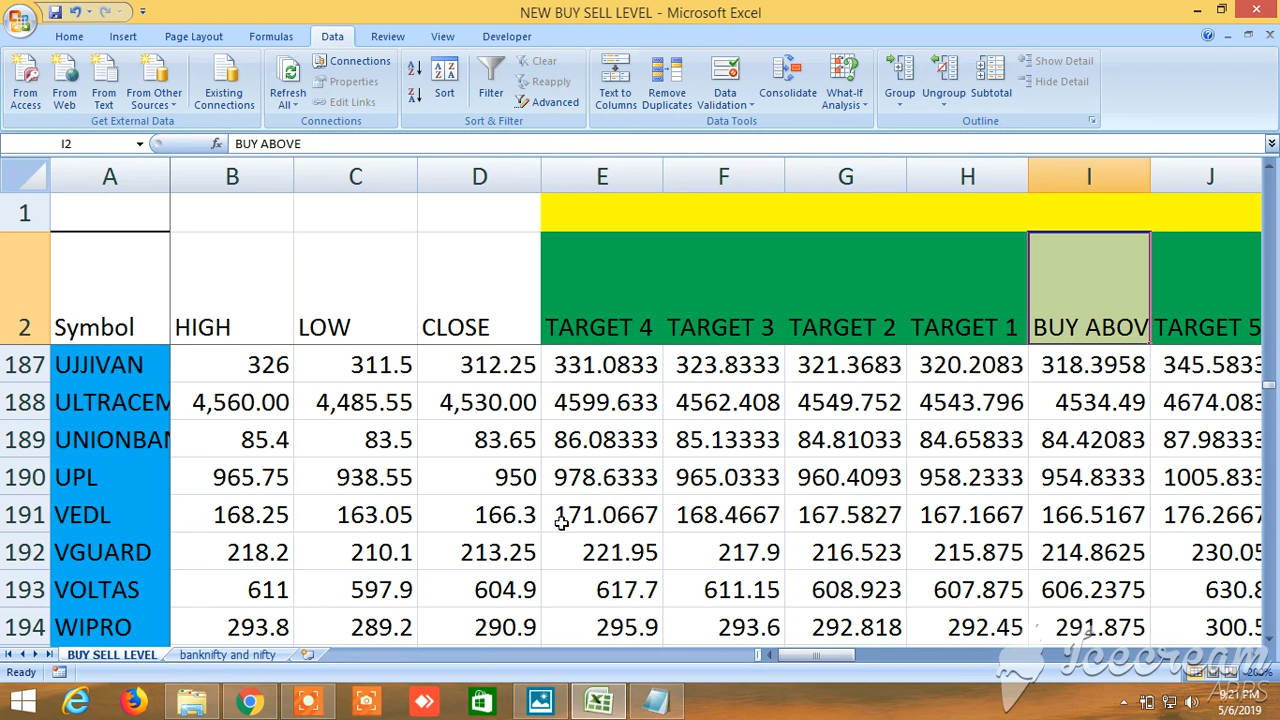 NEW BUY SELL LEVEL - Microsoft Excel
Home Insert Page Layout Formulas Data Review View Developer
From Access
From Web
From Text
From Other Sources
Existing Connections
Get External Data
Refresh All
Connections
Properties
Edit Links
Connections
Sort
Filter
Clear
Reapply
Advanced
Sort & Filter
Text to Columns
Remove Duplicates
Data Validation
Consolidate
What-If Analysis
Data Tools
Group
Ungroup
Subtotal
Show Detail
Hide Detail
Outline
I2 fx BUY ABOVE
A B C D E F G H I J
1
2 Symbol HIGH LOW CLOSE TARGET 4 TARGET 3 TARGET 2 TARGET 1 BUY ABOV TARGET 5
187 UJJIVAN 326 311.5 312.25 331.0833 323.8333 321.3683 320.2083 318.3958 345.5833
188 ULTRACEM 4,560.00 4,485.55 4,530.00 4599.633 4562.408 4549.752 4543.796 4534.49 4674.083
189 UNIONBAN 85.4 83.5 83.65 86.08333 85.13333 84.81033 84.65833 84.42083 87.98333
190 UPL 965.75 938.55 950 978.6333 965.0333 960.4093 958.2333 954.8333 1005.833
191 VEDL 168.25 163.05 166.3 171.0667 168.4667 167.5827 167.1667 166.5167 176.2667
192 VGUARD 218.2 210.1 213.25 221.95 217.9 216.523 215.875 214.8625 230.05
193 VOLTAS 611 597.9 604.9 617.7 611.15 608.923 607.875 606.2375 630.8
194 WIPRO 293.8 289.2 290.9 295.9 293.6 292.818 292.45 291.875 300.5
BUY SELL LEVEL banknifty and nifty
Ready 200%
Icecream
APPS
9:21 PM
5/6/2019